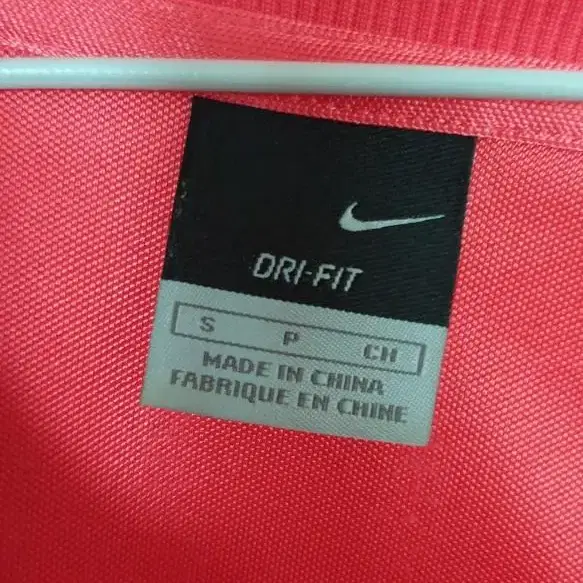 DRI-FIT
S P CH
MADE IN CHINA
FABRIQUE EN CHINE